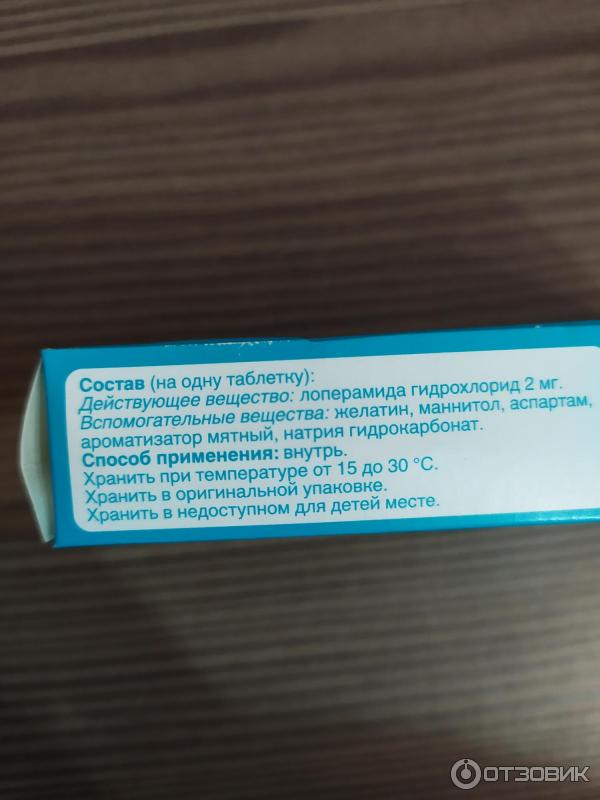 Состав (на одну таблетку):
Действующее вещество: лоперамида гидрохлорид 2 мг.
Вспомогательные вещества: желатин, маннитол, аспартам,
ароматизатор мятный, натрия гидрокарбонат.
Способ применения: внутрь.
Хранить при температуре от 15 до 30 °С.
Хранить в оригинальной упаковке.
Хранить в недоступном для детей месте.
ОТЗОВИК